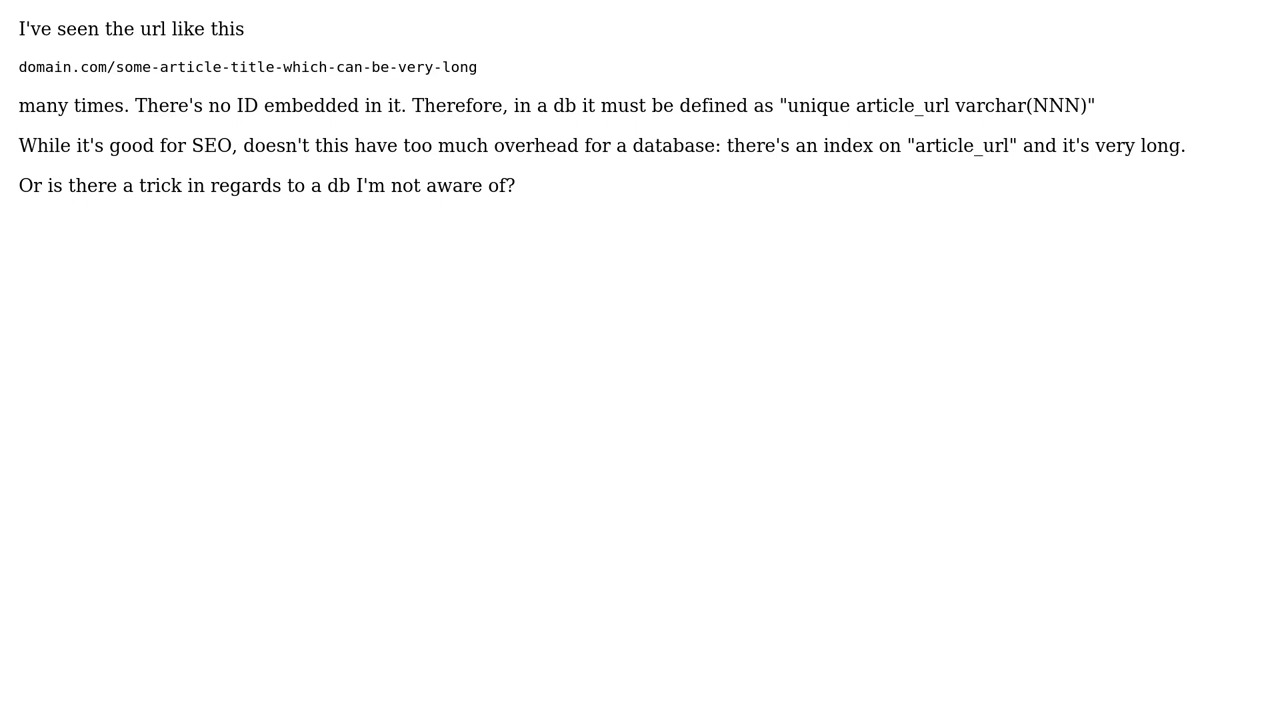 I've seen the url like this
domain.com/some-article-title-which-can-be-very-long
many times. There's no ID embedded in it. Therefore, in a db it must be defined as "unique article_url varchar(NNN)"
While it's good for SEO, doesn't this have too much overhead for a database: there's an index on "article_url" and it's very long.
Or is there a trick in regards to a db I'm not aware of?